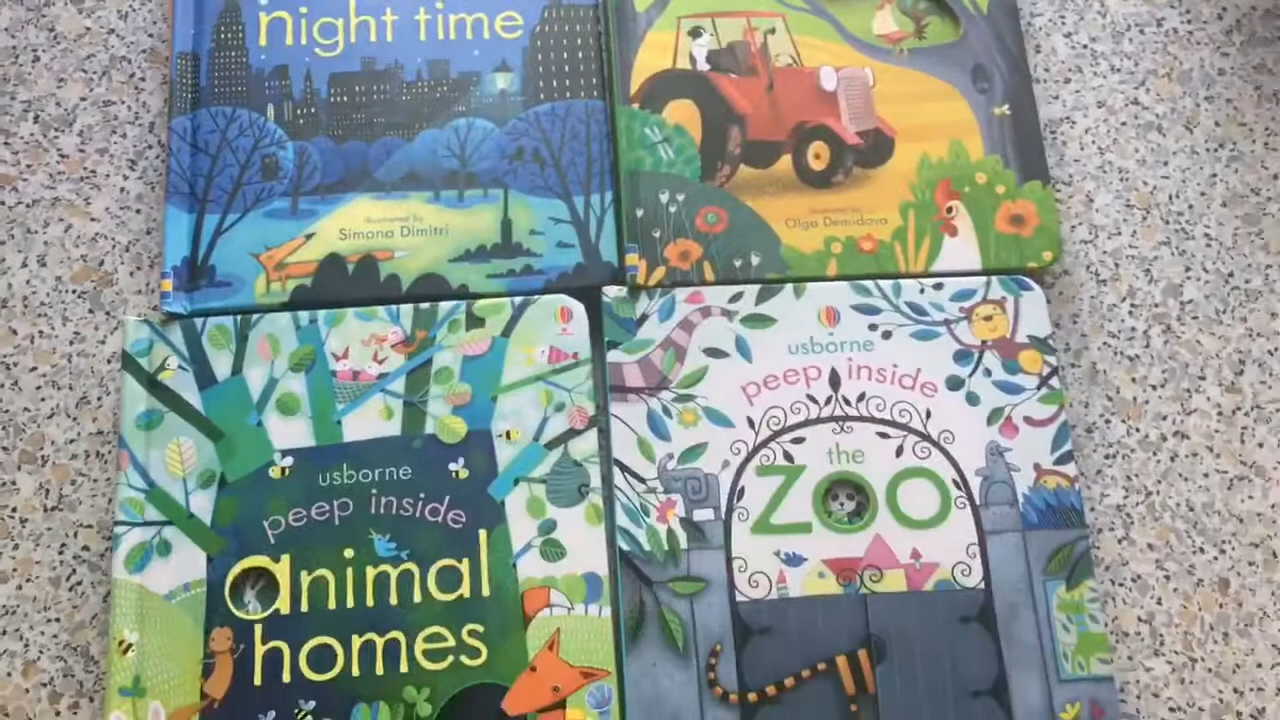 night time
illustrated by
Simona Dimitri
Olga Demidova
usborne
peep inside
animal
homes
usborne
peep inside
the
zoo